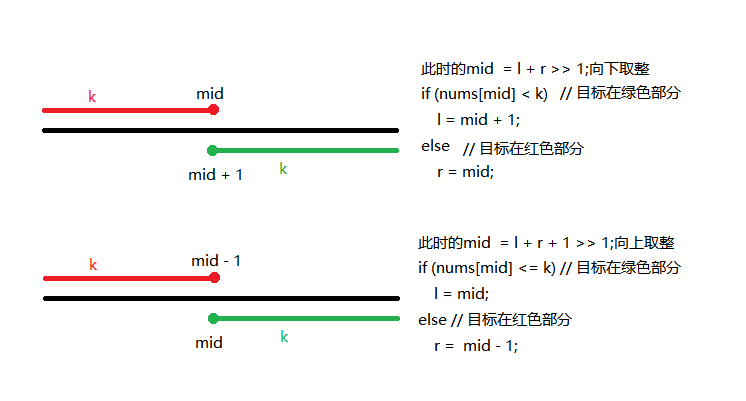 k
mid
mid + 1
k
此时的mid  = l + r >> 1;向下取整
if (nums[mid] < k)   // 目标在绿色部分
l = mid + 1;
else   // 目标在红色部分
r = mid;
k
mid - 1
mid
k
此时的mid  = l + r + 1 >> 1;向上取整
if (nums[mid] <= k) // 目标在绿色部分
l = mid;
else // 目标在红色部分
r =  mid - 1;